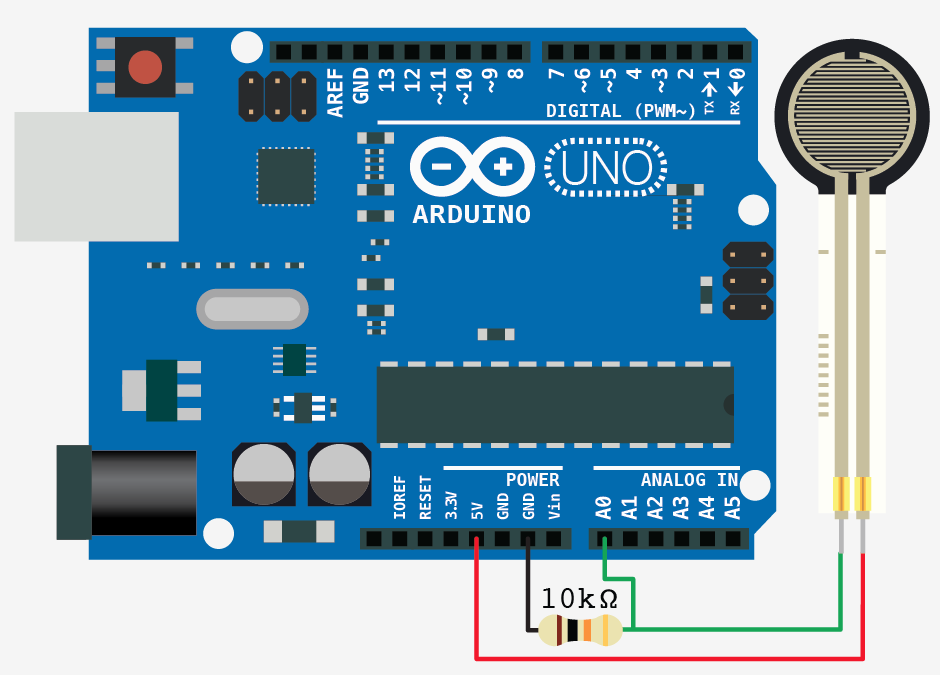 AREF
GND
13
12
~11
~10
~9
8
7
~6
~5
4
~3
2
TX→1
RX←0
DIGITAL (PWM~)
UNO
ARDUINO
POWER
ANALOG IN
IOREF
RESET
3.3V
5V
GND
GND
Vin
A0
A1
A2
A3
A4
A5
10kΩ